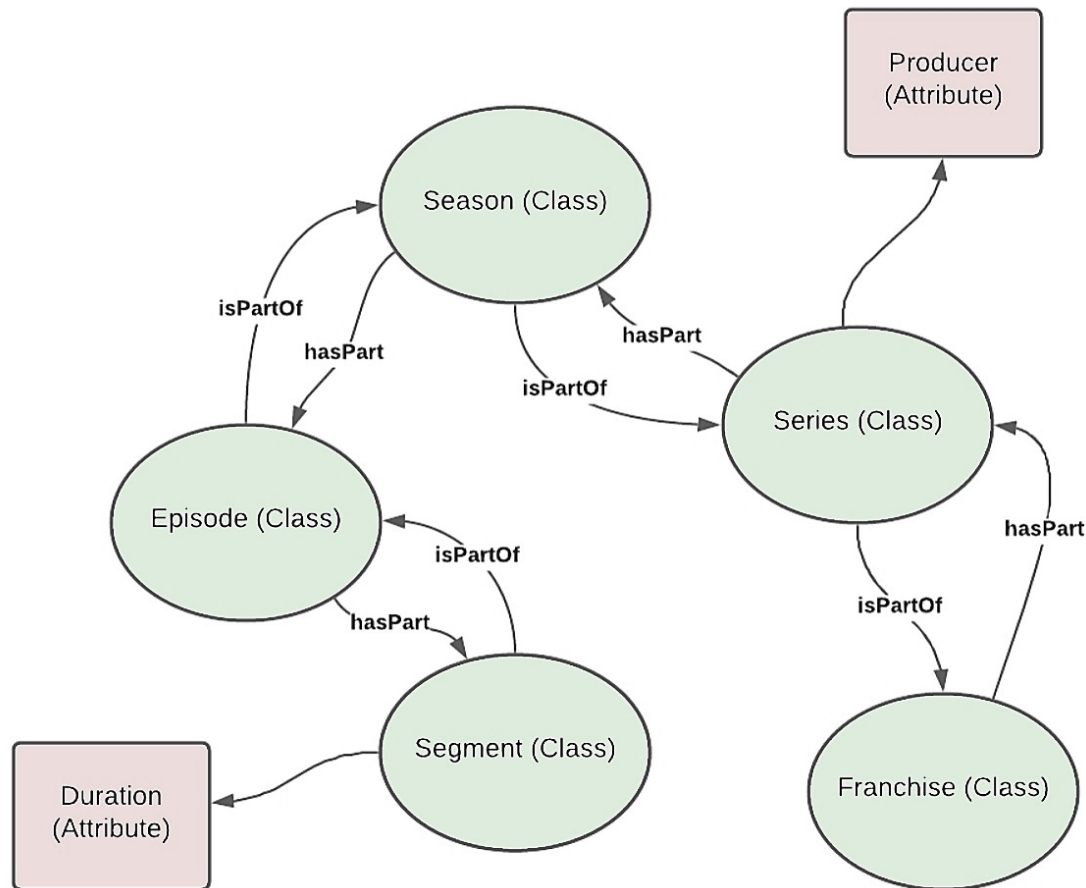 Producer
(Attribute)
Season (Class)
isPartOf
hasPart
hasPart
isPartOf
Series (Class)
Episode (Class)
isPartOf
hasPart
hasPart
isPartOf
Segment (Class)
Franchise (Class)
Duration
(Attribute)